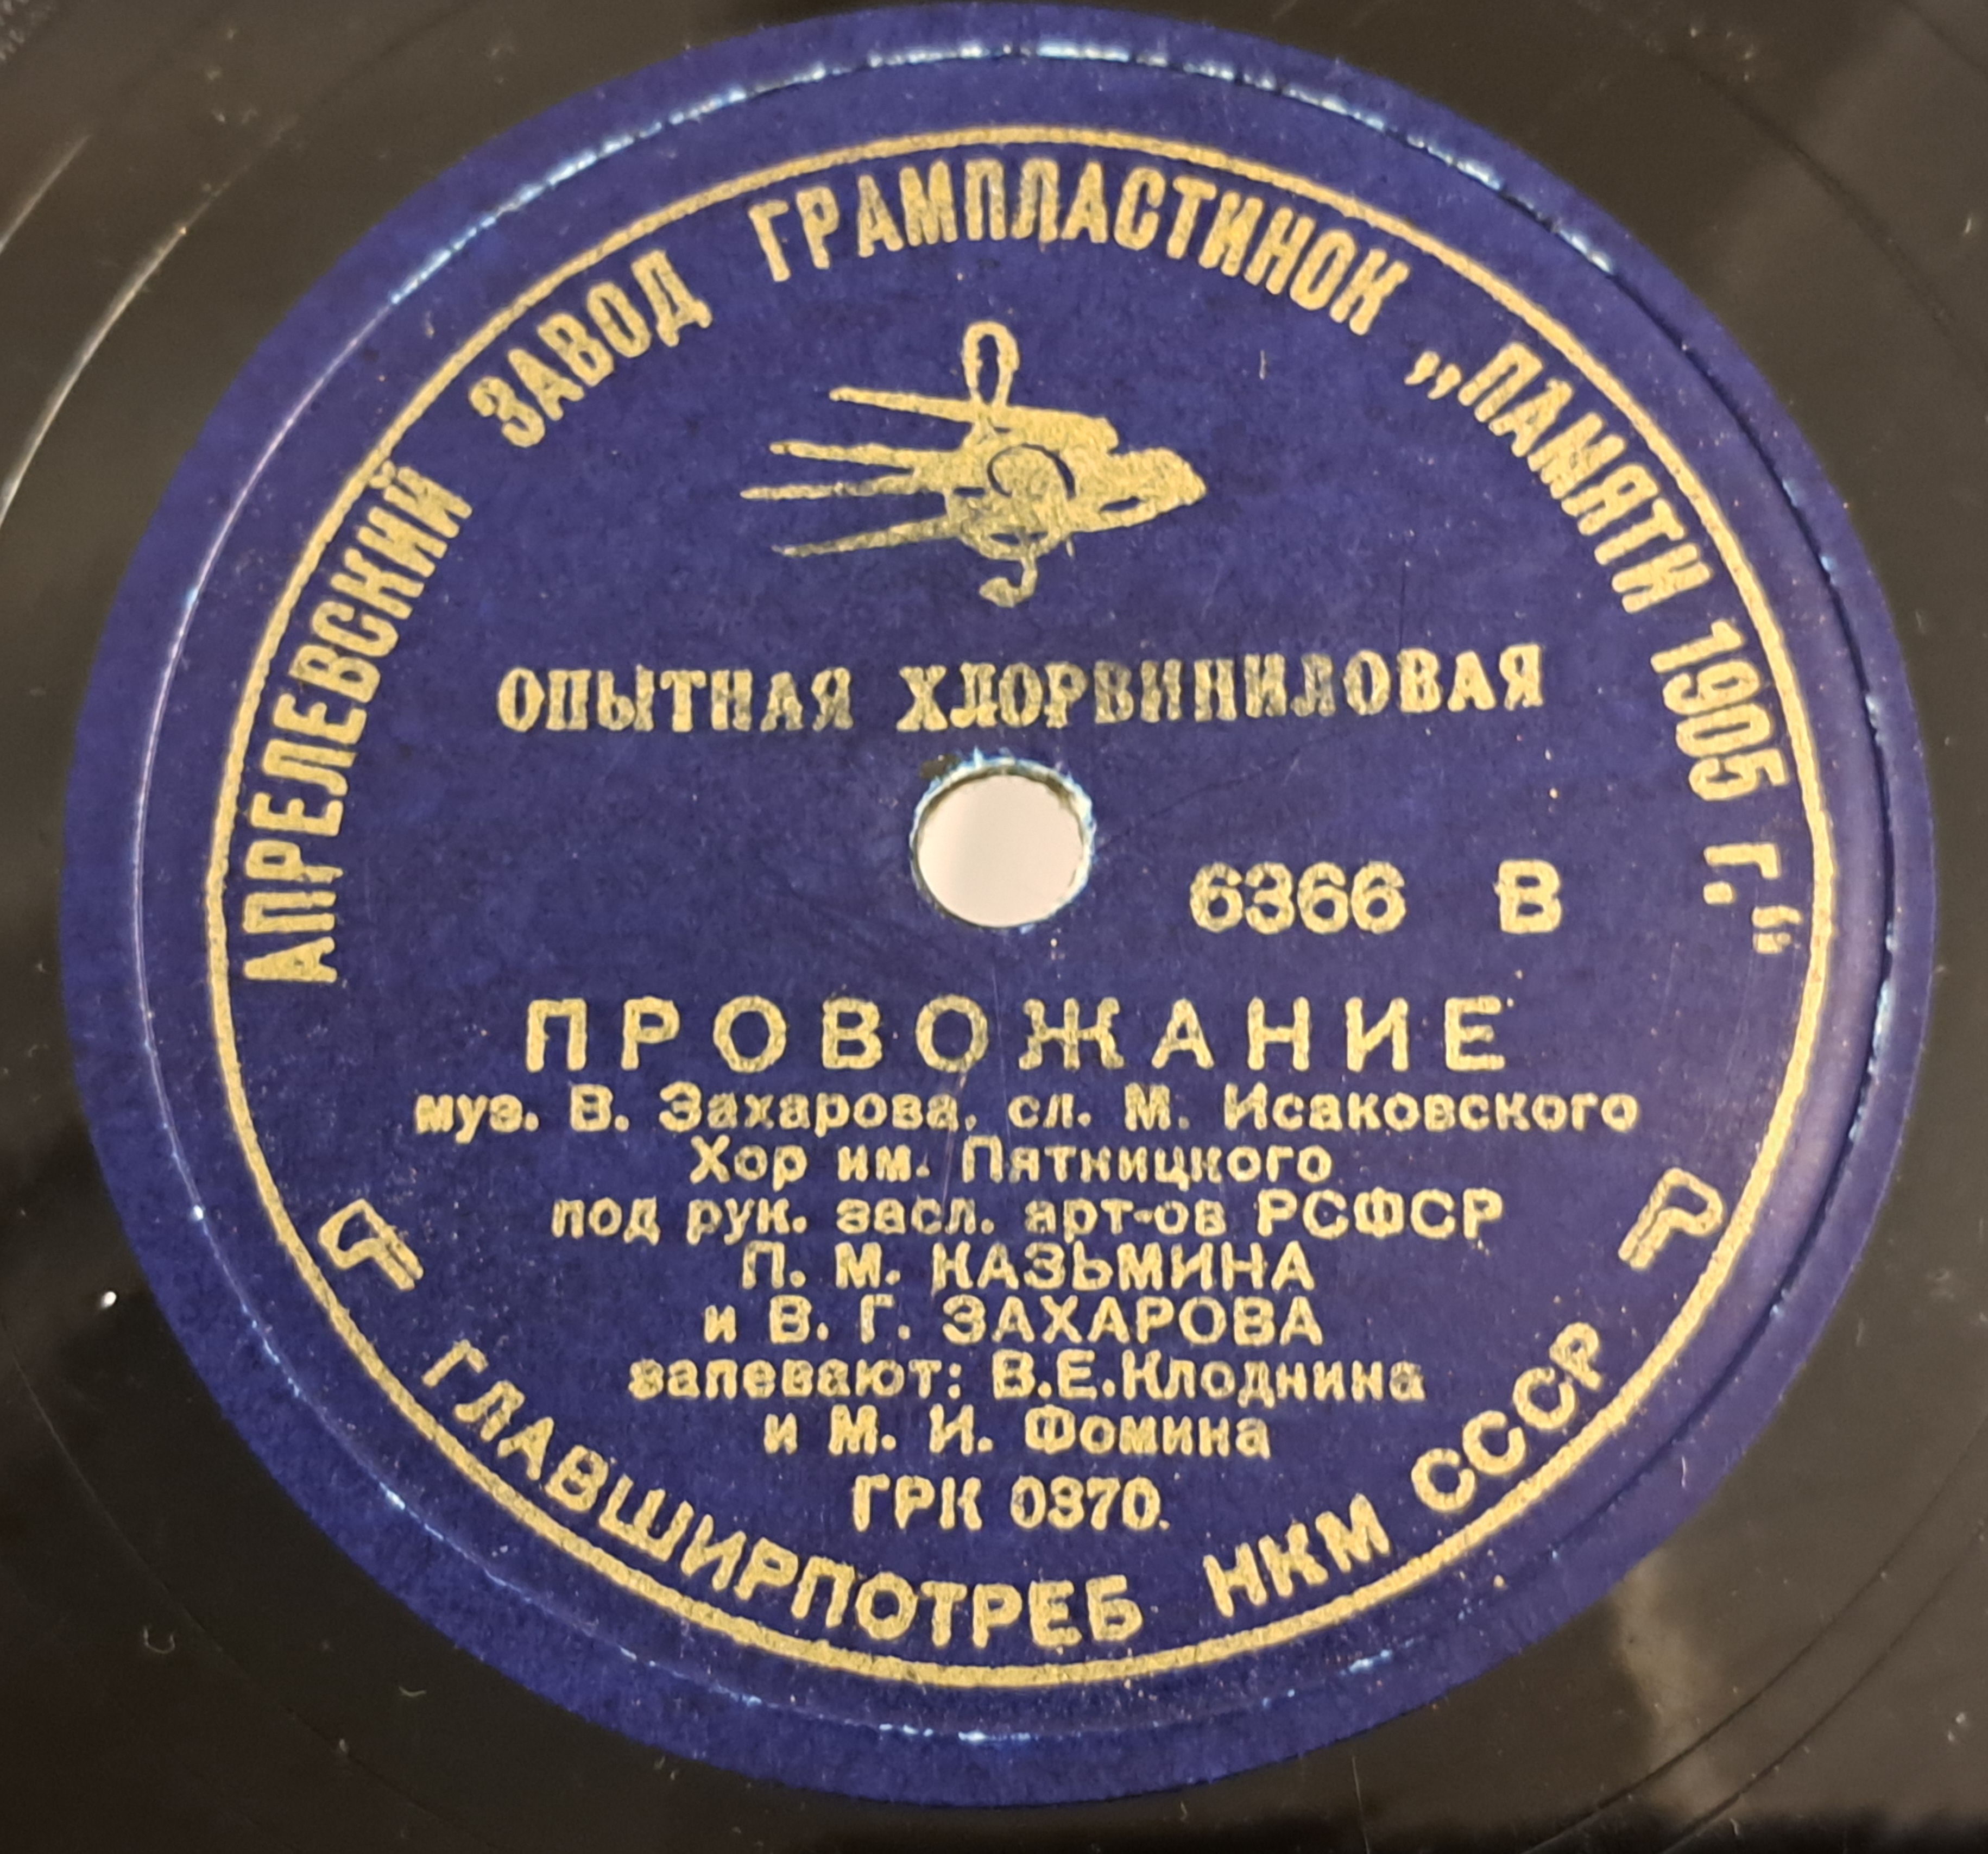 АПРЕЛЕВСКИЙ ЗАВОД ГРАМПЛАСТИНОК „ПАМЯТИ 1905 Г.“
ОПЫТНАЯ ХЛОРВИНИЛОВАЯ
6366 В
ПРОВОЖАНИЕ
муз. В. Захарова, сл. М. Исаковского
Хор им. Пятницкого
под рук. засл. арт-ов РСФСР
П. М. КАЗЬМИНА
и В. Г. ЗАХАРОВА
запевают: В.Е.Клоднина
и М. И. Фомина
ГРК 0370.
ГЛАВШИРПОТРЕБ НКМ СССР